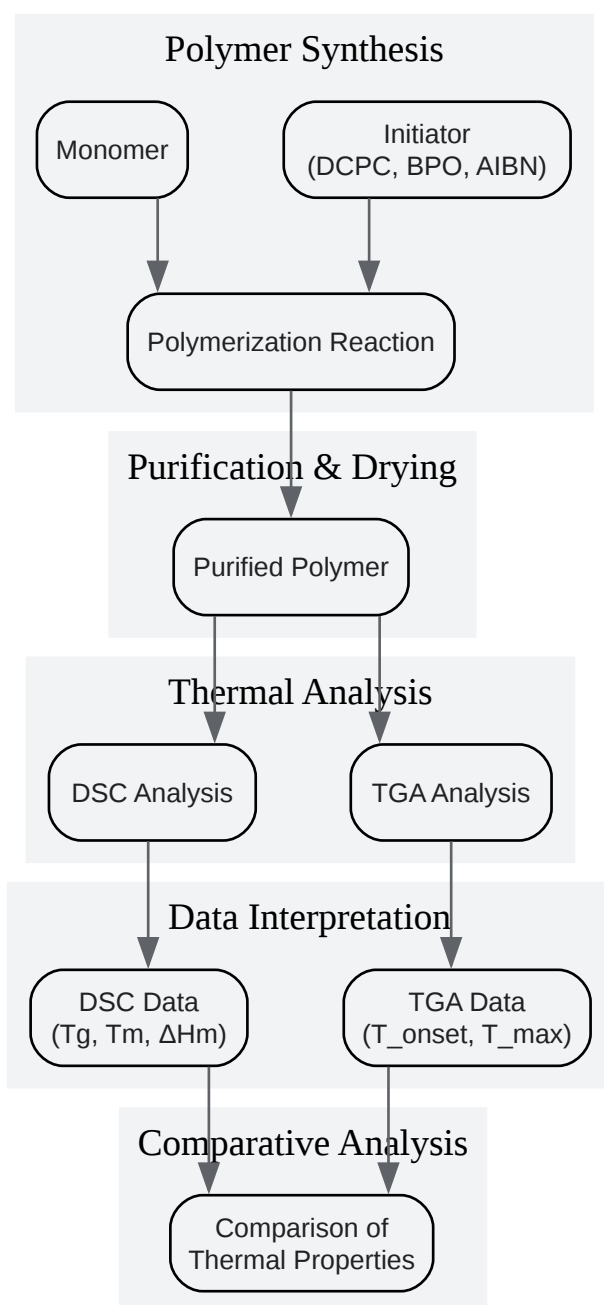 Polymer Synthesis
Monomer
Initiator
(DCPC, BPO, AIBN)
Polymerization Reaction
Purification & Drying
Purified Polymer
Thermal Analysis
DSC Analysis
TGA Analysis
Data Interpretation
DSC Data
(Tg, Tm, ΔHm)
TGA Data
(T_onset, T_max)
Comparative Analysis
Comparison of
Thermal Properties